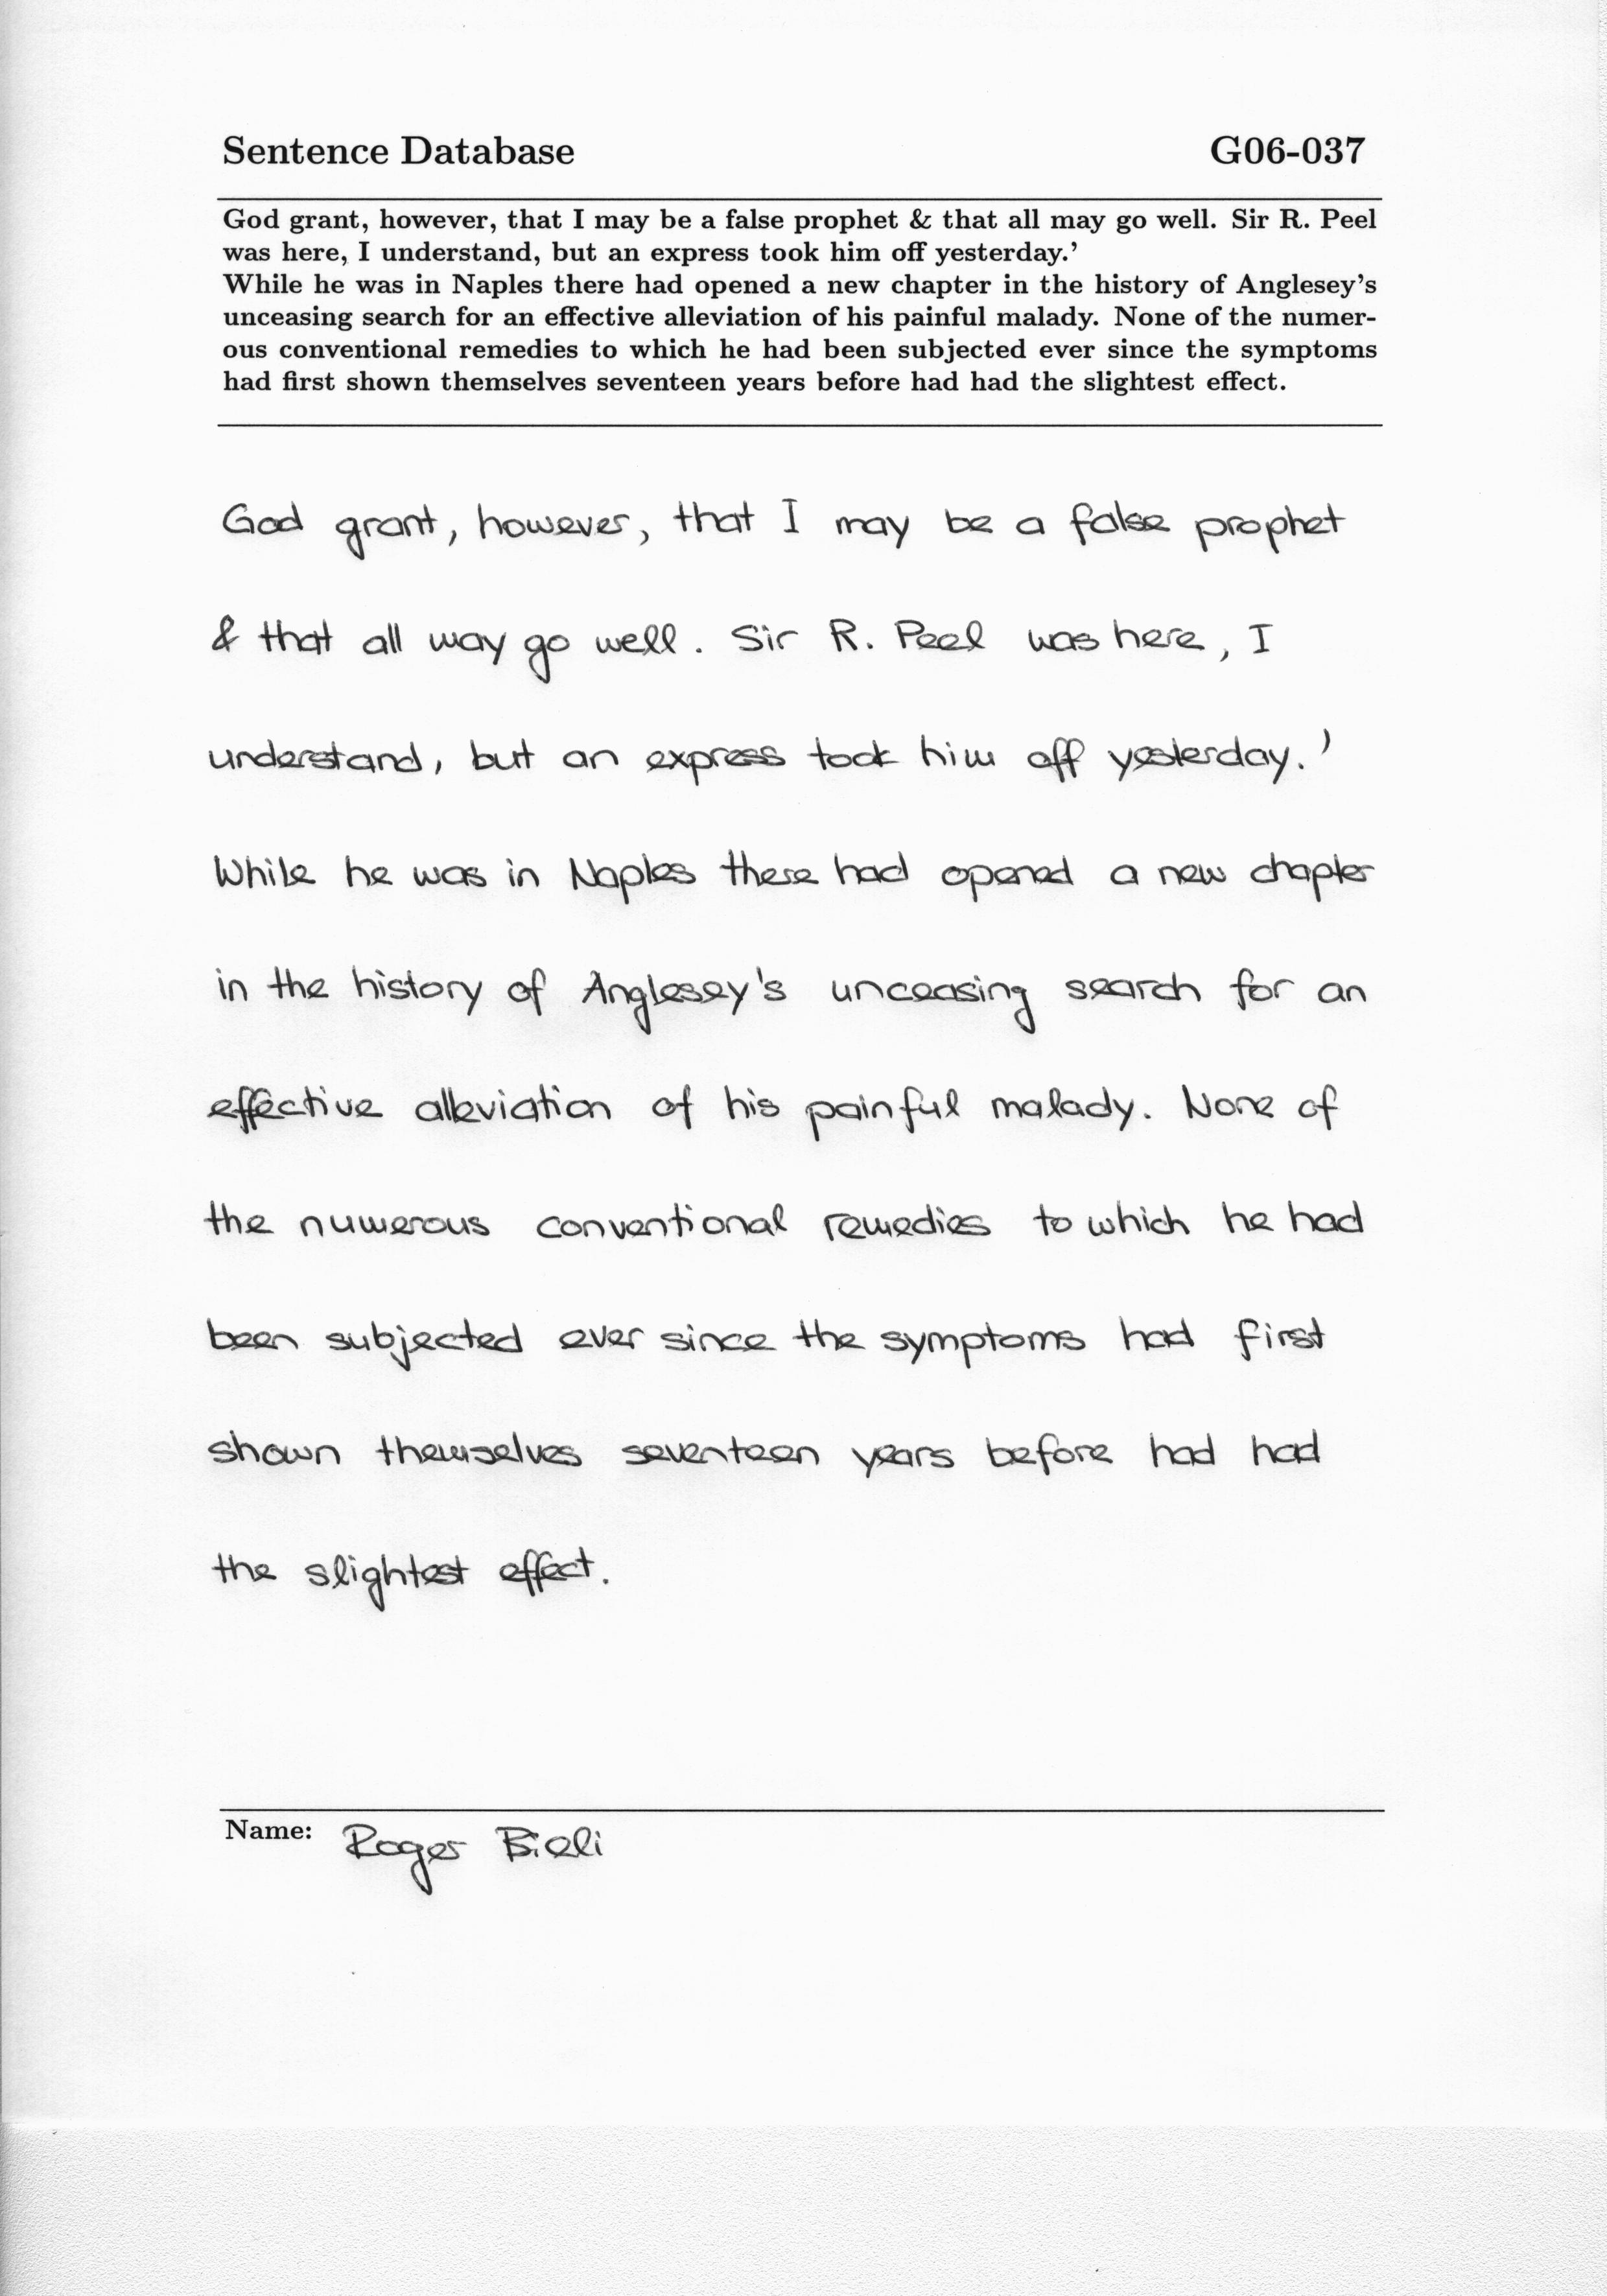 Sentence Database G06-037
God grant, however, that I may be a false prophet & that all may go well. Sir R. Peel
was here, I understand, but an express took him off yesterday.’
While he was in Naples there had opened a new chapter in the history of Anglesey’s
unceasing search for an effective alleviation of his painful malady. None of the numer-
ous conventional remedies to which he had been subjected ever since the symptoms
had first shown themselves seventeen years before had had the slightest effect.
God grant, however, that I may be a false prophet
& that all may go well. Sir R. Peel was here, I
understand, but an express took him off yesterday.'
While he was in Naples there had opened a new chapter
in the history of Anglesey's unceasing search for an
effective alleviation of his painful malady. None of
the numerous conventional remedies to which he had
been subjected ever since the symptoms had first
shown themselves seventeen years before had had
the slightest effect.
Name: Roger Bieli